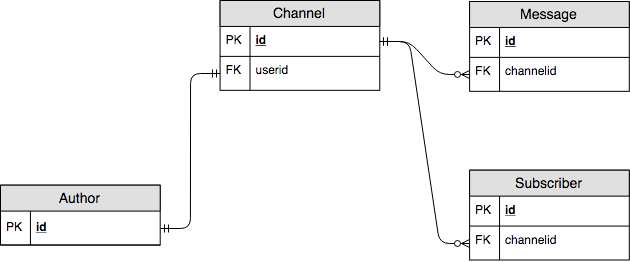 Channel
PK id
FK userid
Message
PK id
FK channelid
Author
PK id
Subscriber
PK id
FK channelid